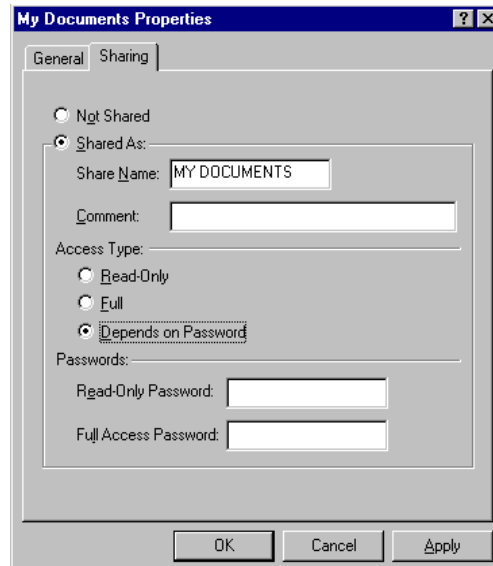 My Documents Properties
General Sharing
Not Shared
Shared As:
Share Name: MY DOCUMENTS
Comment:
Access Type:
Read-Only
Full
Depends on Password
Passwords:
Read-Only Password:
Full Access Password:
OK Cancel Apply